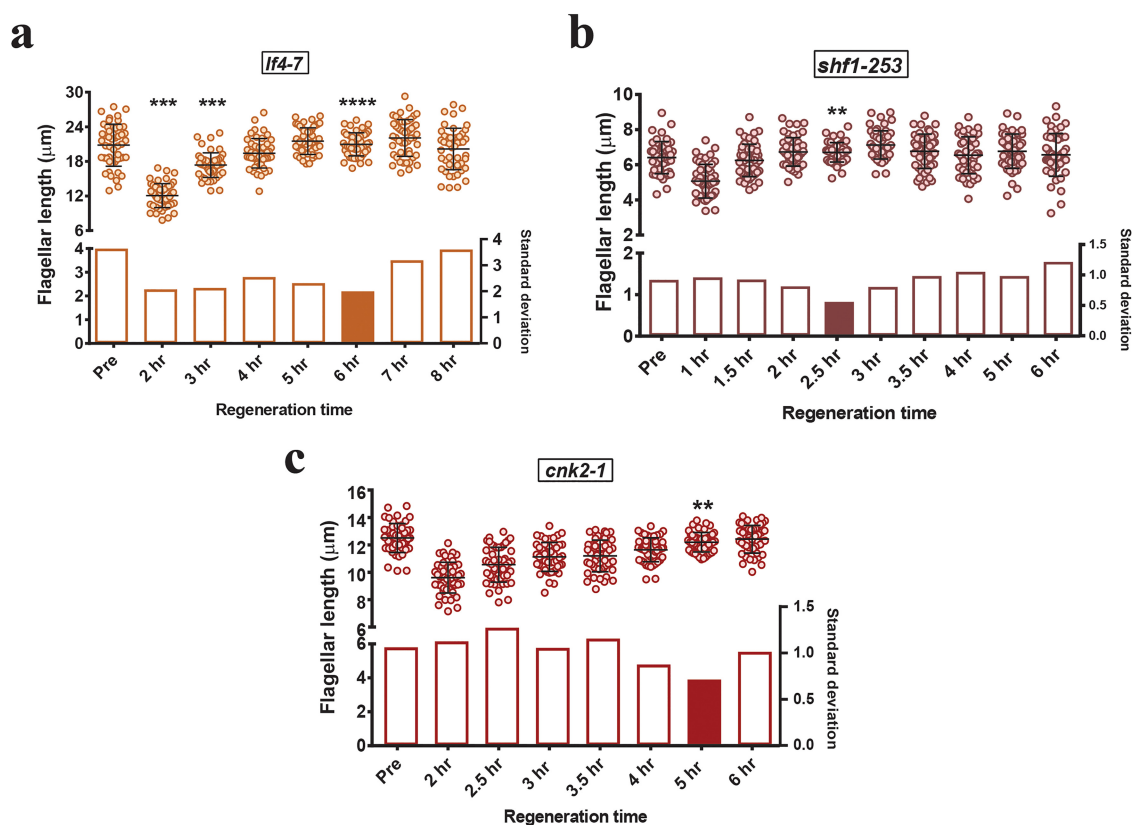 a
lf4-7
Flagellar length (μm)
30
24
18
12
6
4
3
2
1
0
*** *** ****
4
3
2
1
0
Standard deviation
Pre 2 hr 3 hr 4 hr 5 hr 6 hr 7 hr 8 hr
Regeneration time
b
shf1-253
Flagellar length (μm)
10
8
6
4
2
2
1
0
**
1.5
1.0
0.5
0.0
Standard deviation
Pre 1 hr 1.5 hr 2 hr 2.5 hr 3 hr 3.5 hr 4 hr 5 hr 6 hr
Regeneration time
c
cnk2-1
Flagellar length (μm)
16
14
12
10
8
6
6
4
2
0
**
1.5
1.0
0.5
0.0
Standard deviation
Pre 2 hr 2.5 hr 3 hr 3.5 hr 4 hr 5 hr 6 hr
Regeneration time